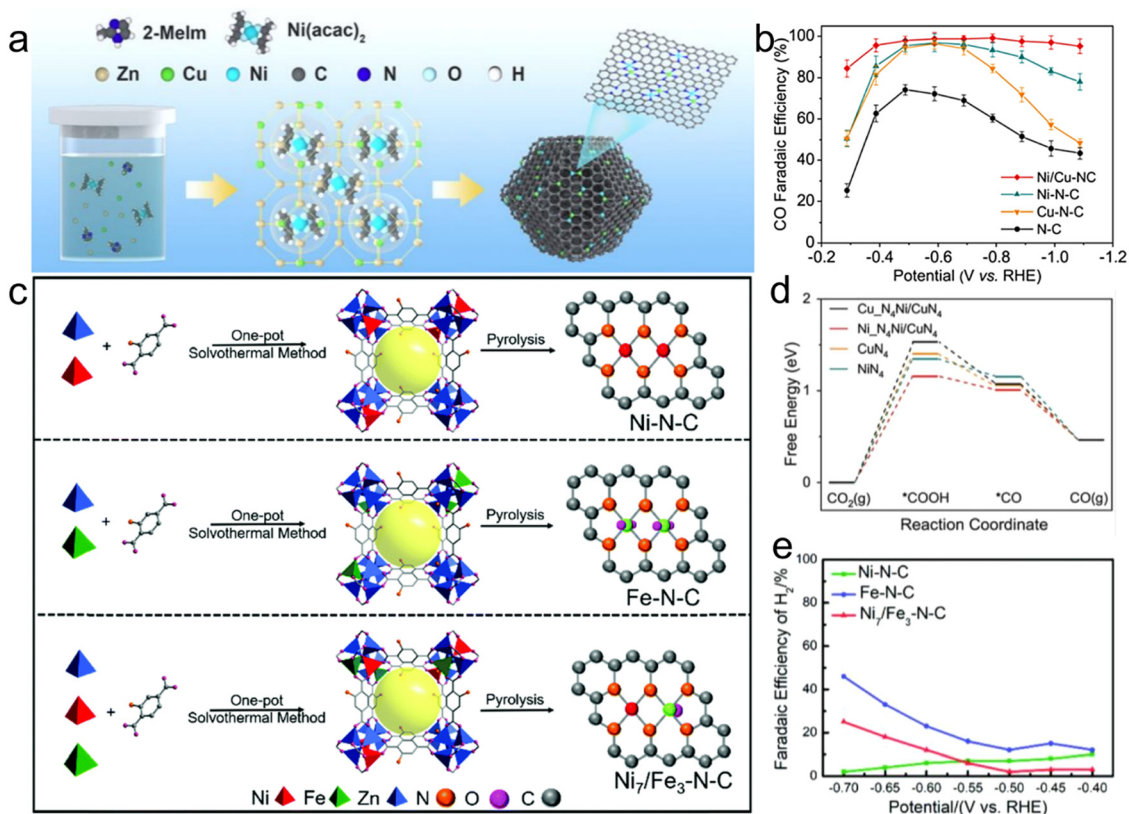 a
2-MeIm
Ni(acac)₂
Zn Cu Ni C N O H
b
CO Faradaic Efficiency (%)
100
80
60
40
20
0
Ni/Cu-NC
Ni-N-C
Cu-N-C
N-C
-0.2 -0.4 -0.6 -0.8 -1.0 -1.2
Potential (V vs. RHE)
c
+
One-pot
Solvothermal Method
Pyrolysis
Ni-N-C
+
One-pot
Solvothermal Method
Pyrolysis
Fe-N-C
+
One-pot
Solvothermal Method
Pyrolysis
Ni₇/Fe₃-N-C
Ni Fe Zn N O C
d
Free Energy (eV)
2
1
0
Cu_N₄Ni/CuN₄
Ni_N₄Ni/CuN₄
CuN₄
NiN₄
CO₂(g) *COOH *CO CO(g)
Reaction Coordinate
e
Faradaic Efficiency of H₂/%
100
80
60
40
20
0
Ni-N-C
Fe-N-C
Ni₇/Fe₃-N-C
-0.70 -0.65 -0.60 -0.55 -0.50 -0.45 -0.40
Potential/(V vs. RHE)